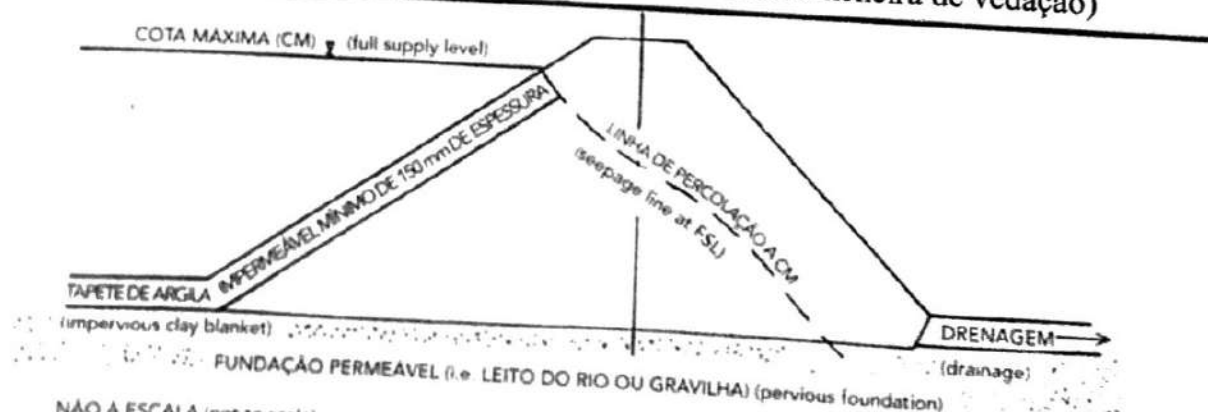 de vedação)
COTA MÁXIMA (CM) (full supply level)
IMPERMEÁVEL MÍNIMO DE 150 mm DE ESPESSURA
LINHA DE PERCOLAÇÃO A CM
(seepage line at FSL)
TAPETE DE ARGILA
(impervious clay blanket)
DRENAGEM
(drainage)
FUNDAÇÃO PERMEÁVEL (i.e. LEITO DO RIO OU GRAVILHA) (pervious foundation)
NÃO À ESCALA